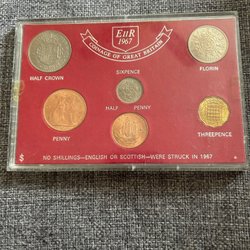 EIIR
1967
COINAGE OF GREAT BRITAIN
HALF CROWN
SIXPENCE
FLORIN
HALF PENNY
PENNY
THREEPENCE
$ NO SHILLINGS—ENGLISH OR SCOTTISH—WERE STRUCK IN 1967